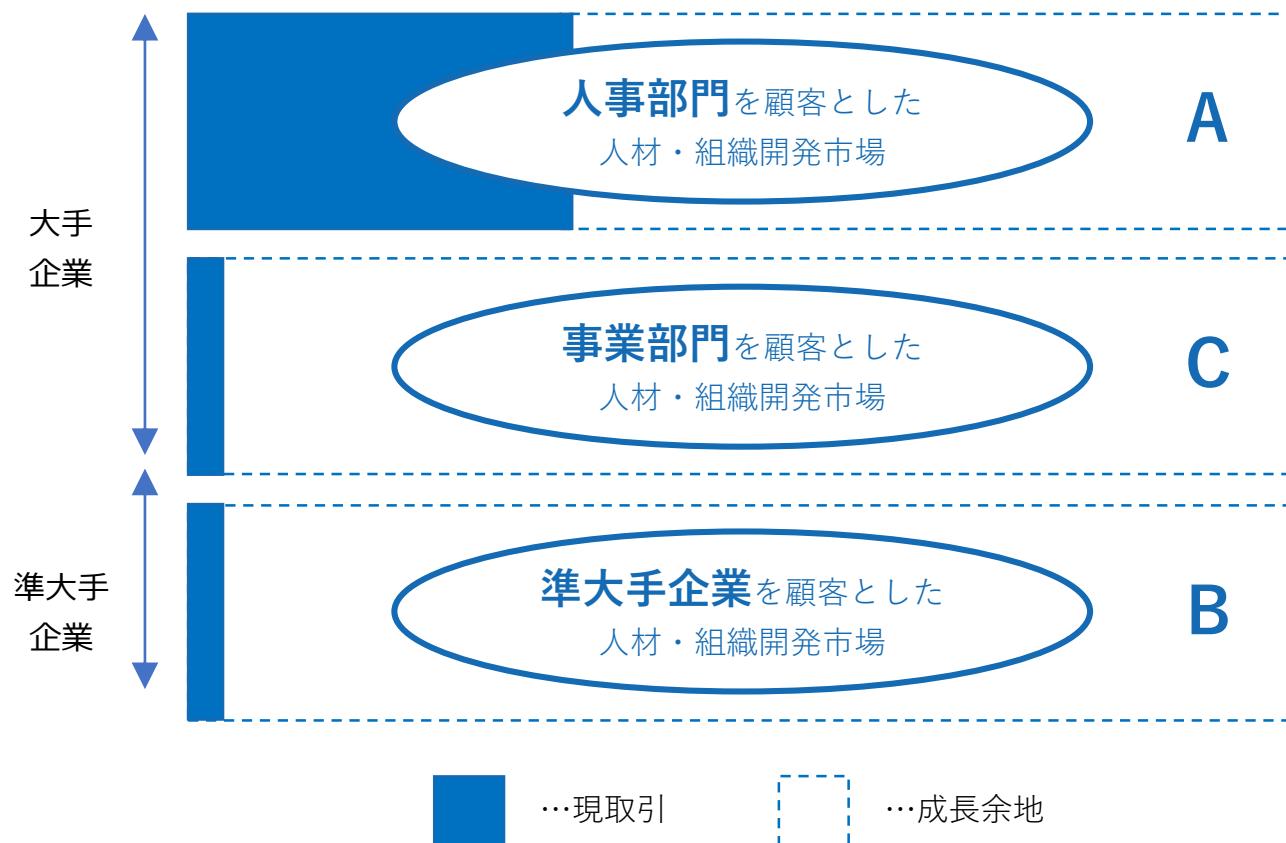 大手
企業
人事部門を顧客とした
人材・組織開発市場
A
事業部門を顧客とした
人材・組織開発市場
C
準大手
企業
準大手企業を顧客とした
人材・組織開発市場
B
…現取引
…成長余地